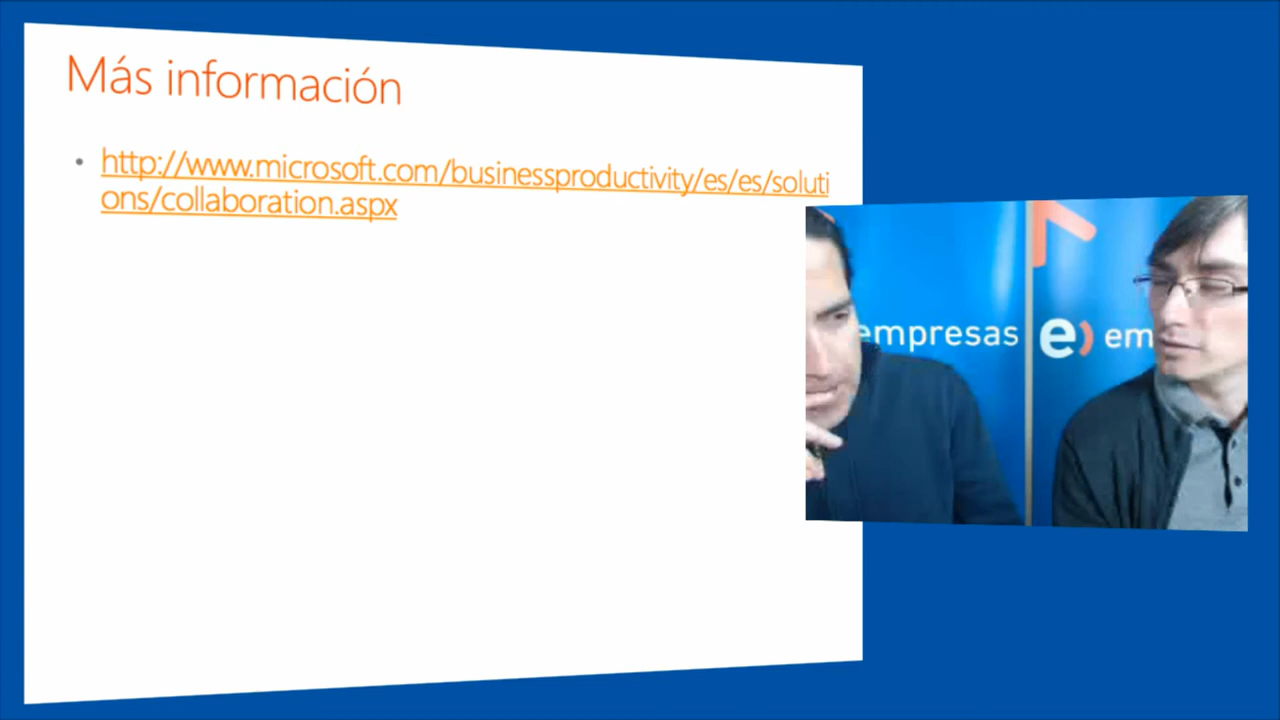 Más información
• http://www.microsoft.com/businessproductivity/es/es/soluti
ons/collaboration.aspx
empresas
e) em